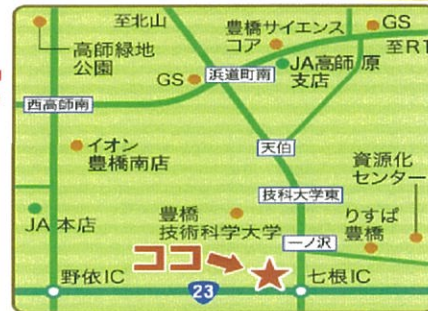 至北山
豊橋サイエンス
コア
GS
至RT
高師緑地
公園
JA高師 原
支店
GS
浜道町南
西高師南
イオン
豊橋南店
天伯
資源化
センター
技科大学東
JA 本店
豊橋
技術科学大学
りすぱ
豊橋
一ノ沢
ココ
野依IC
23
七根IC